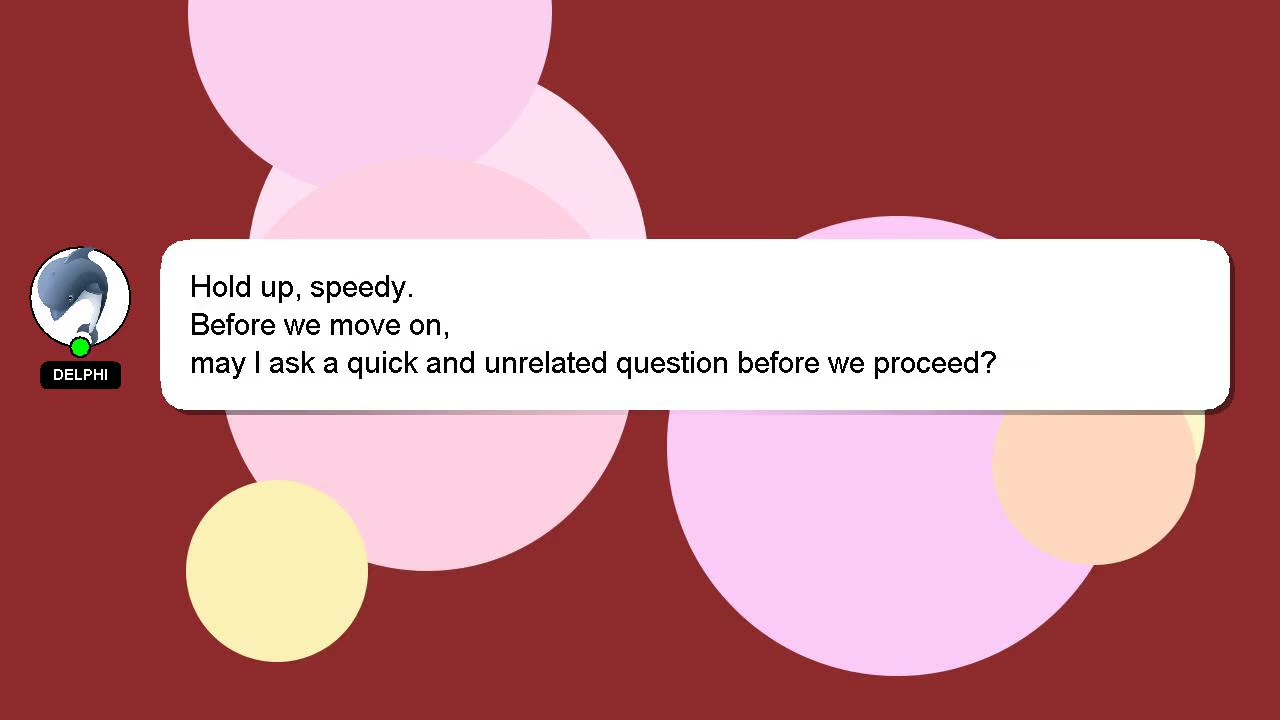 Hold up, speedy.
Before we move on,
may I ask a quick and unrelated question before we proceed?
DELPHI